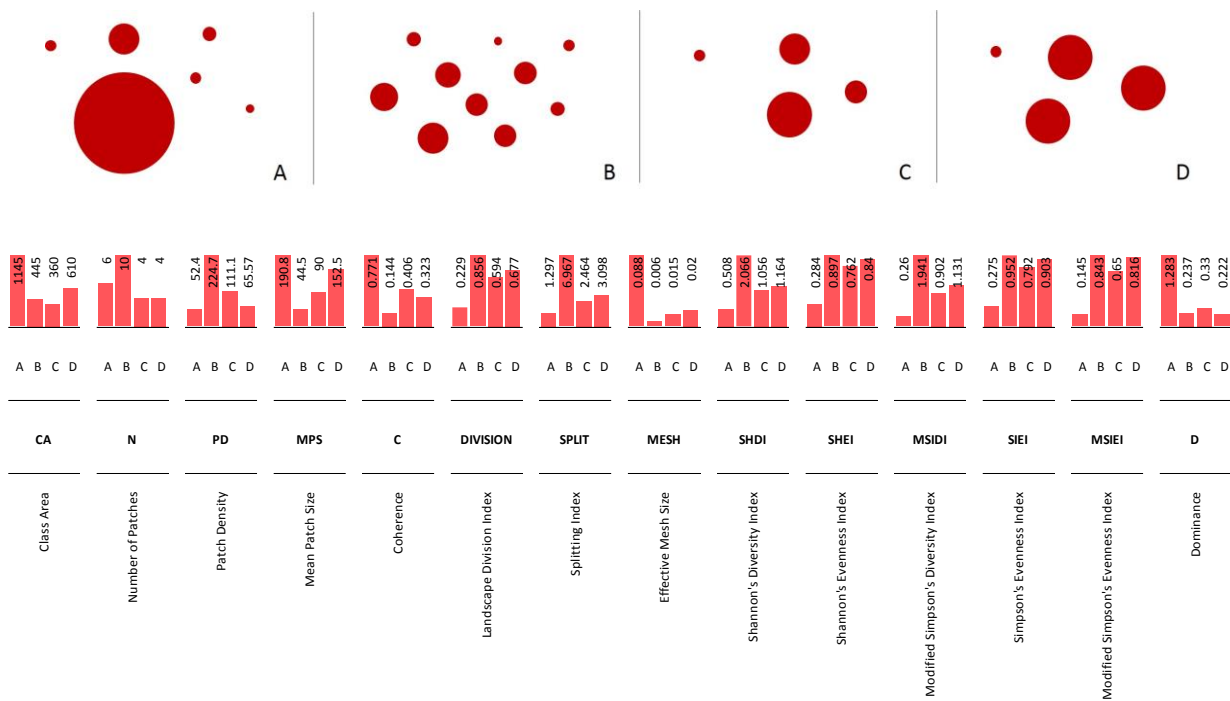 A
B
C
D
1145 445 360 610
6 10 4 4
52.4 224.7 111.1 65.57
190.8 44.5 90 152.5
0.771 0.144 0.406 0.323
0.229 0.856 0.594 0.677
1.297 6.967 2.464 3.098
0.088 0.006 0.015 0.02
0.508 2.066 1.056 1.164
0.284 0.897 0.762 0.84
0.26 1.941 0.902 1.131
0.275 0.952 0.792 0.903
0.145 0.843 0.65 0.816
1.283 0.237 0.33 0.222
A B C D A B C D A B C D A B C D A B C D A B C D A B C D A B C D A B C D A B C D A B C D A B C D A B C D A B C D
CA N PD MPS C DIVISION SPLIT MESH SHDI SHEI MSIDI SIEI MSIEI D
Class Area
Number of Patches
Patch Density
Mean Patch Size
Coherence
Landscape Division Index
Splitting Index
Effective Mesh Size
Shannon's Diversity Index
Shannon's Evenness Index
Modified Simpson's Diversity Index
Simpson's Evenness Index
Modified Simpson's Evenness Index
Dominance